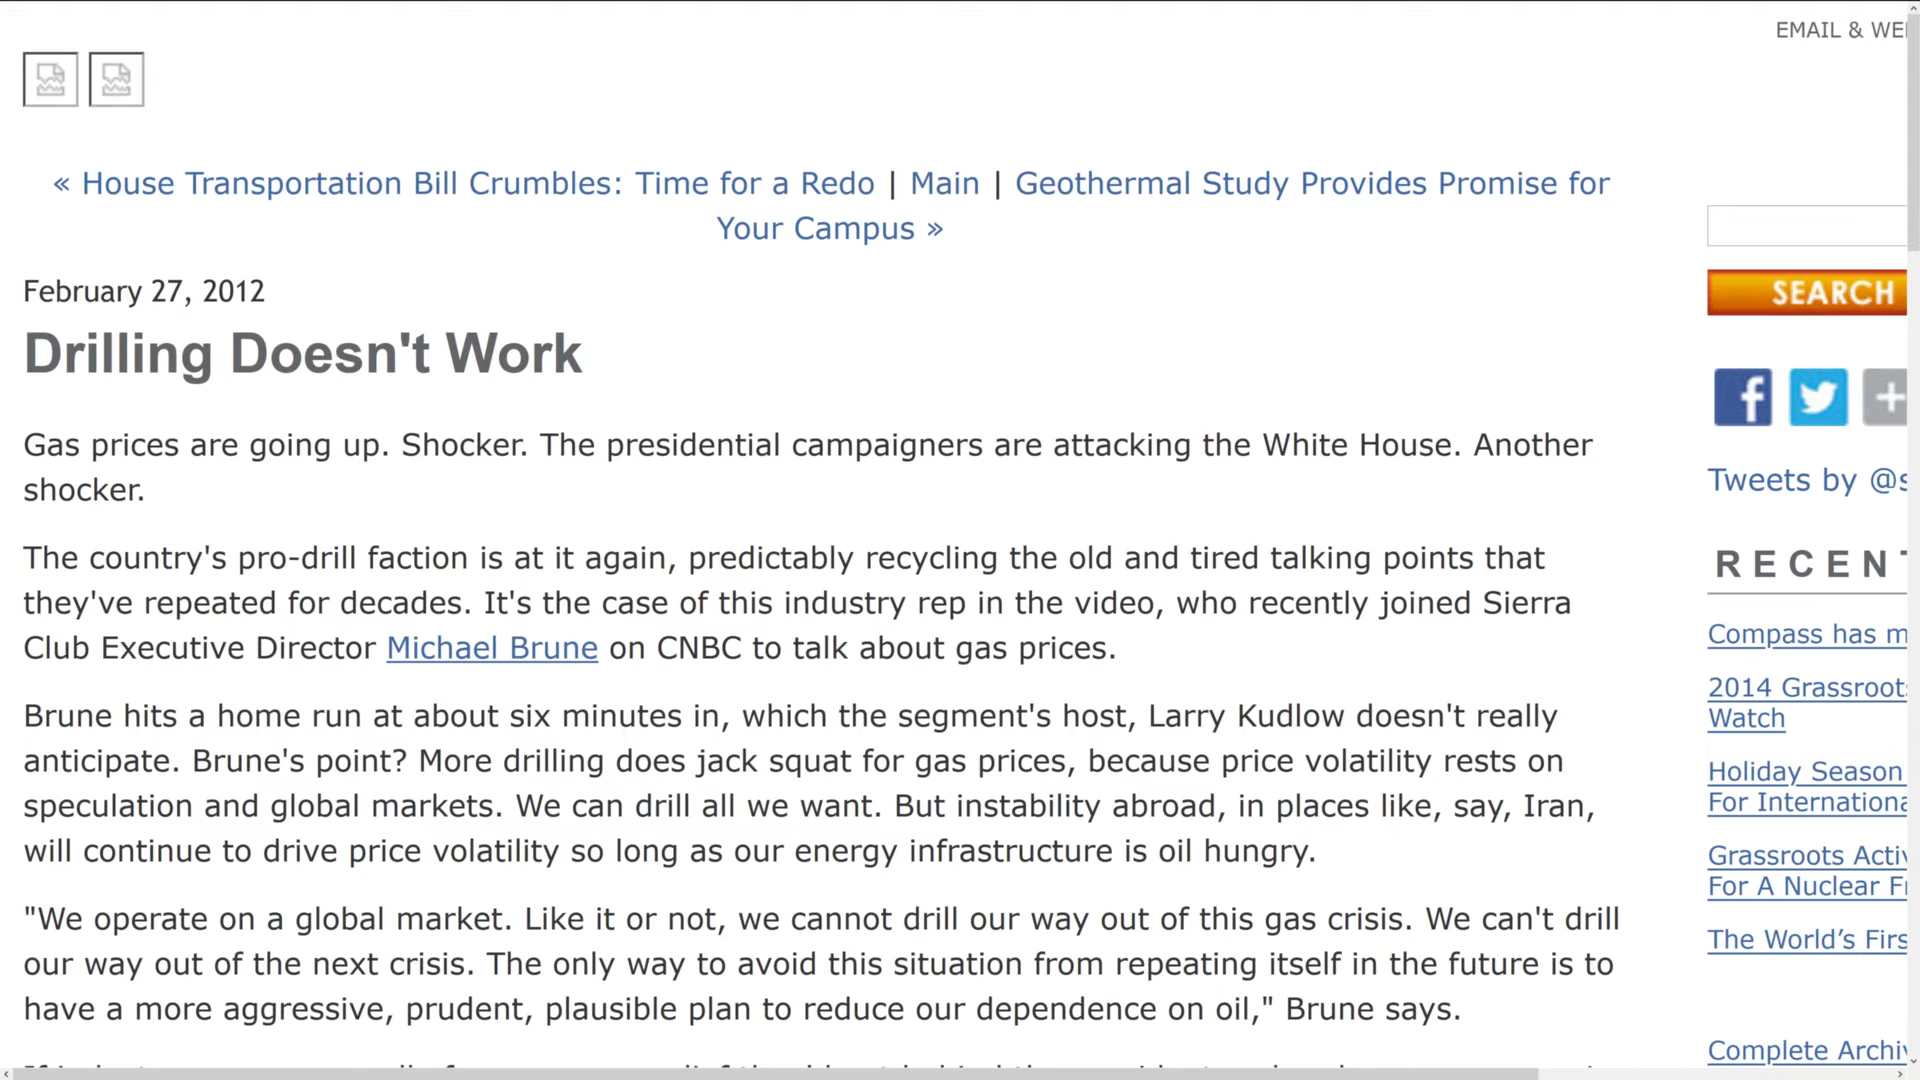 EMAIL &
« House Transportation Bill Crumbles: Time for a Redo | Main | Geothermal Study Provides Promise for
Your Campus »
February 27, 2012
Drilling Doesn't Work
Gas prices are going up. Shocker. The presidential campaigners are attacking the White House. Another
shocker.
The country's pro-drill faction is at it again, predictably recycling the old and tired talking points that
they've repeated for decades. It's the case of this industry rep in the video, who recently joined Sierra
Club Executive Director Michael Brune on CNBC to talk about gas prices.
Brune hits a home run at about six minutes in, which the segment's host, Larry Kudlow doesn't really
anticipate. Brune's point? More drilling does jack squat for gas prices, because price volatility rests on
speculation and global markets. We can drill all we want. But instability abroad, in places like, say, Iran,
will continue to drive price volatility so long as our energy infrastructure is oil hungry.
"We operate on a global market. Like it or not, we cannot drill our way out of this gas crisis. We can't drill
our way out of the next crisis. The only way to avoid this situation from repeating itself in the future is to
have a more aggressive, prudent, plausible plan to reduce our dependence on oil," Brune says.
SEARCH
Tweets by
RECENT
Compass has
2014 Grassroots
Watch
Holiday Season
For
Grassroots
For A Nuclear
The World's
Complete